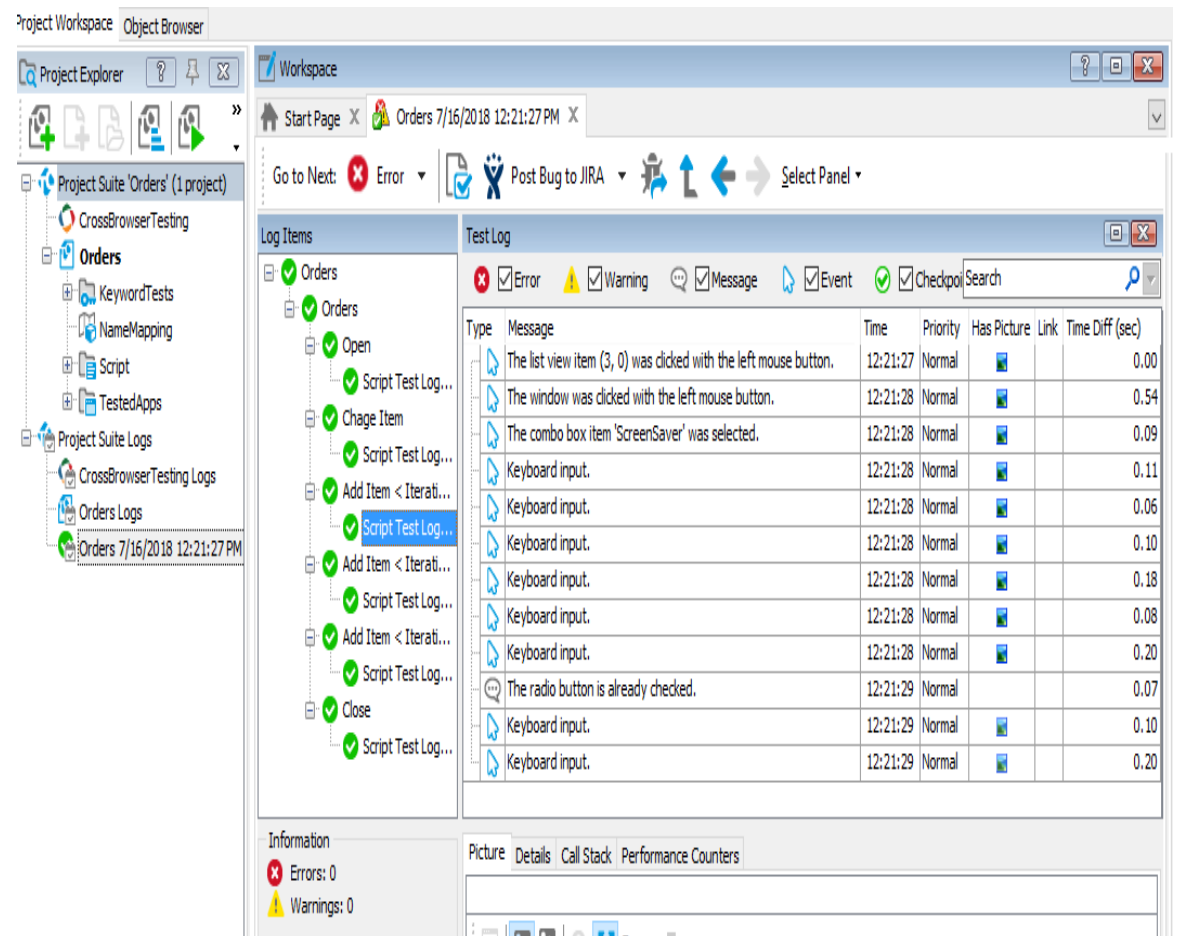 Project Workspace Object Browser
Project Explorer
Workspace
Start Page Orders 7/16/2018 12:21:27 PM
Go to Next: Error Post Bug to JIRA Select Panel
Project Suite 'Orders' (1 project)
CrossBrowserTesting
Orders
KeywordTests
NameMapping
Script
TestedApps
Project Suite Logs
CrossBrowserTesting Logs
Orders Logs
Orders 7/16/2018 12:21:27 PM
Log Items
Orders
Orders
Open
Script Test Log...
Chage Item
Script Test Log...
Add Item < Iterati...
Script Test Log...
Add Item < Iterati...
Script Test Log...
Add Item < Iterati...
Script Test Log...
Close
Script Test Log...
Test Log
Error Warning Message Event Checkpoi Search
Type Message Time Priority Has Picture Link Time Diff (sec)
The list view item (3, 0) was clicked with the left mouse button. 12:21:27 Normal 0.00
The window was clicked with the left mouse button. 12:21:28 Normal 0.54
The combo box item 'ScreenSaver' was selected. 12:21:28 Normal 0.09
Keyboard input. 12:21:28 Normal 0.11
Keyboard input. 12:21:28 Normal 0.06
Keyboard input. 12:21:28 Normal 0.10
Keyboard input. 12:21:28 Normal 0.18
Keyboard input. 12:21:28 Normal 0.08
Keyboard input. 12:21:28 Normal 0.20
The radio button is already checked. 12:21:29 Normal 0.07
Keyboard input. 12:21:29 Normal 0.10
Keyboard input. 12:21:29 Normal 0.20
Information
Errors: 0
Warnings: 0
Picture Details Call Stack Performance Counters